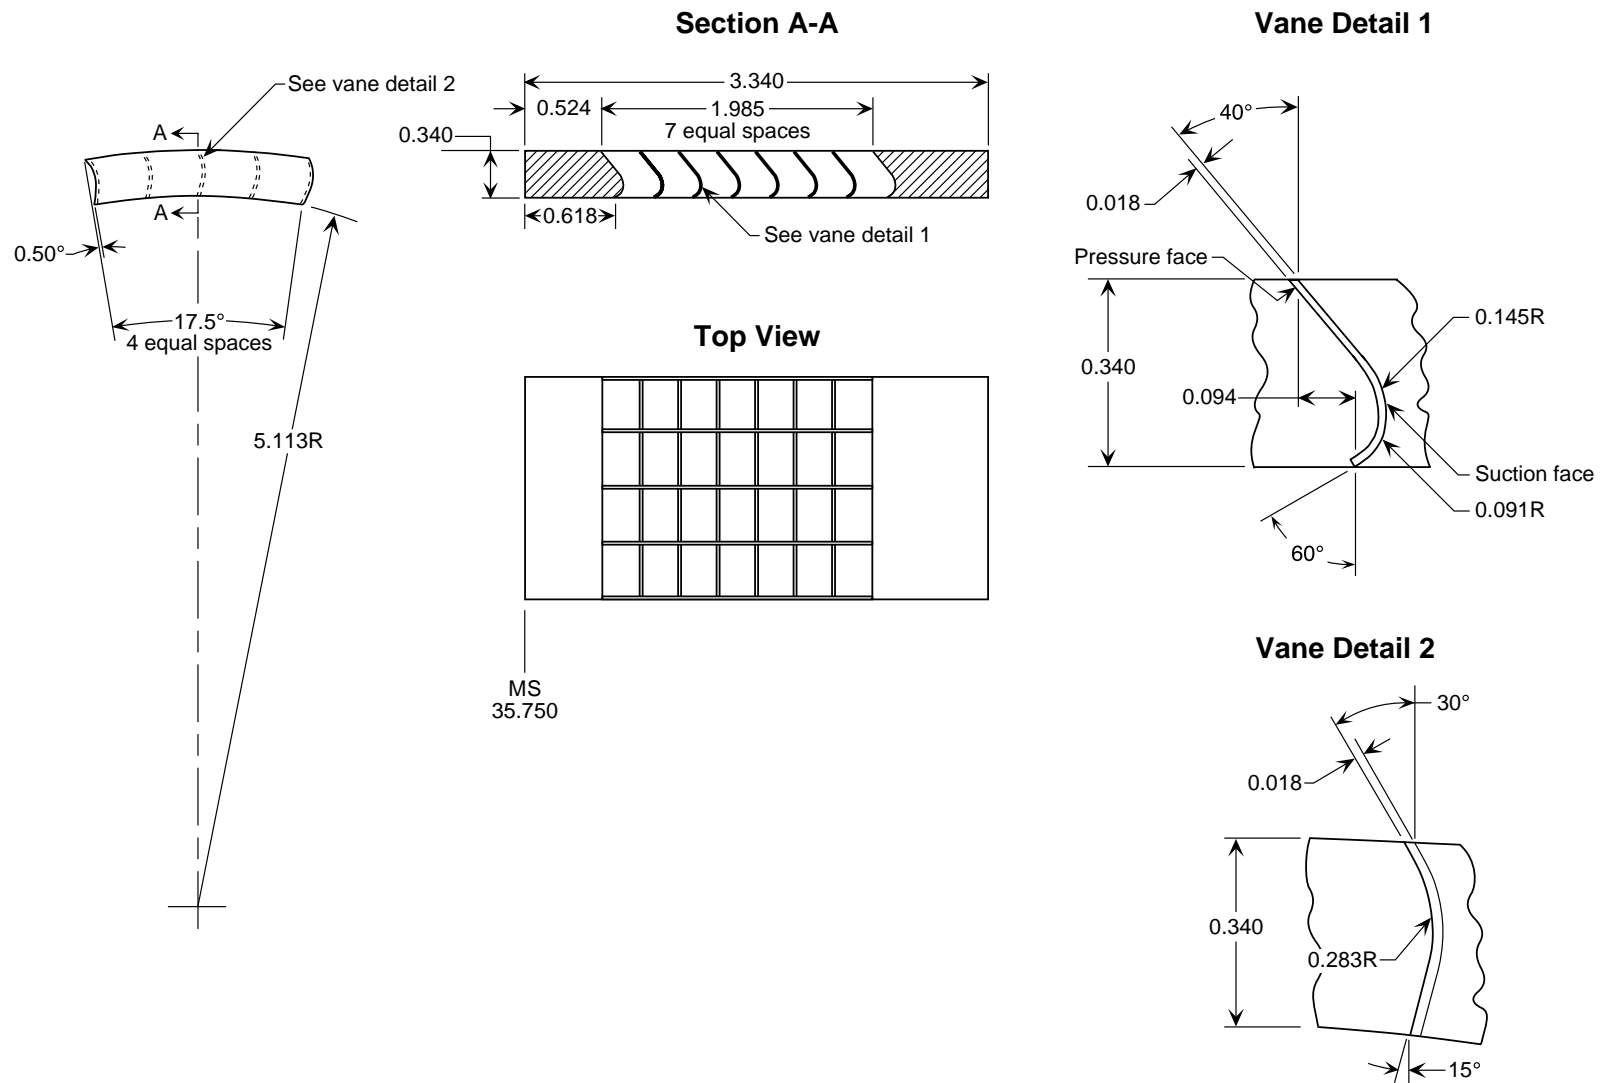 Section A-A
Vane Detail 1
See vane detail 2
A
A
0.50°
17.5°
4 equal spaces
5.113R
3.340
0.524
1.985
7 equal spaces
0.340
0.618
See vane detail 1
Top View
MS
35.750
40°
0.018
Pressure face
0.145R
0.340
0.094
Suction face
0.091R
60°
Vane Detail 2
30°
0.018
0.340
0.283R
15°